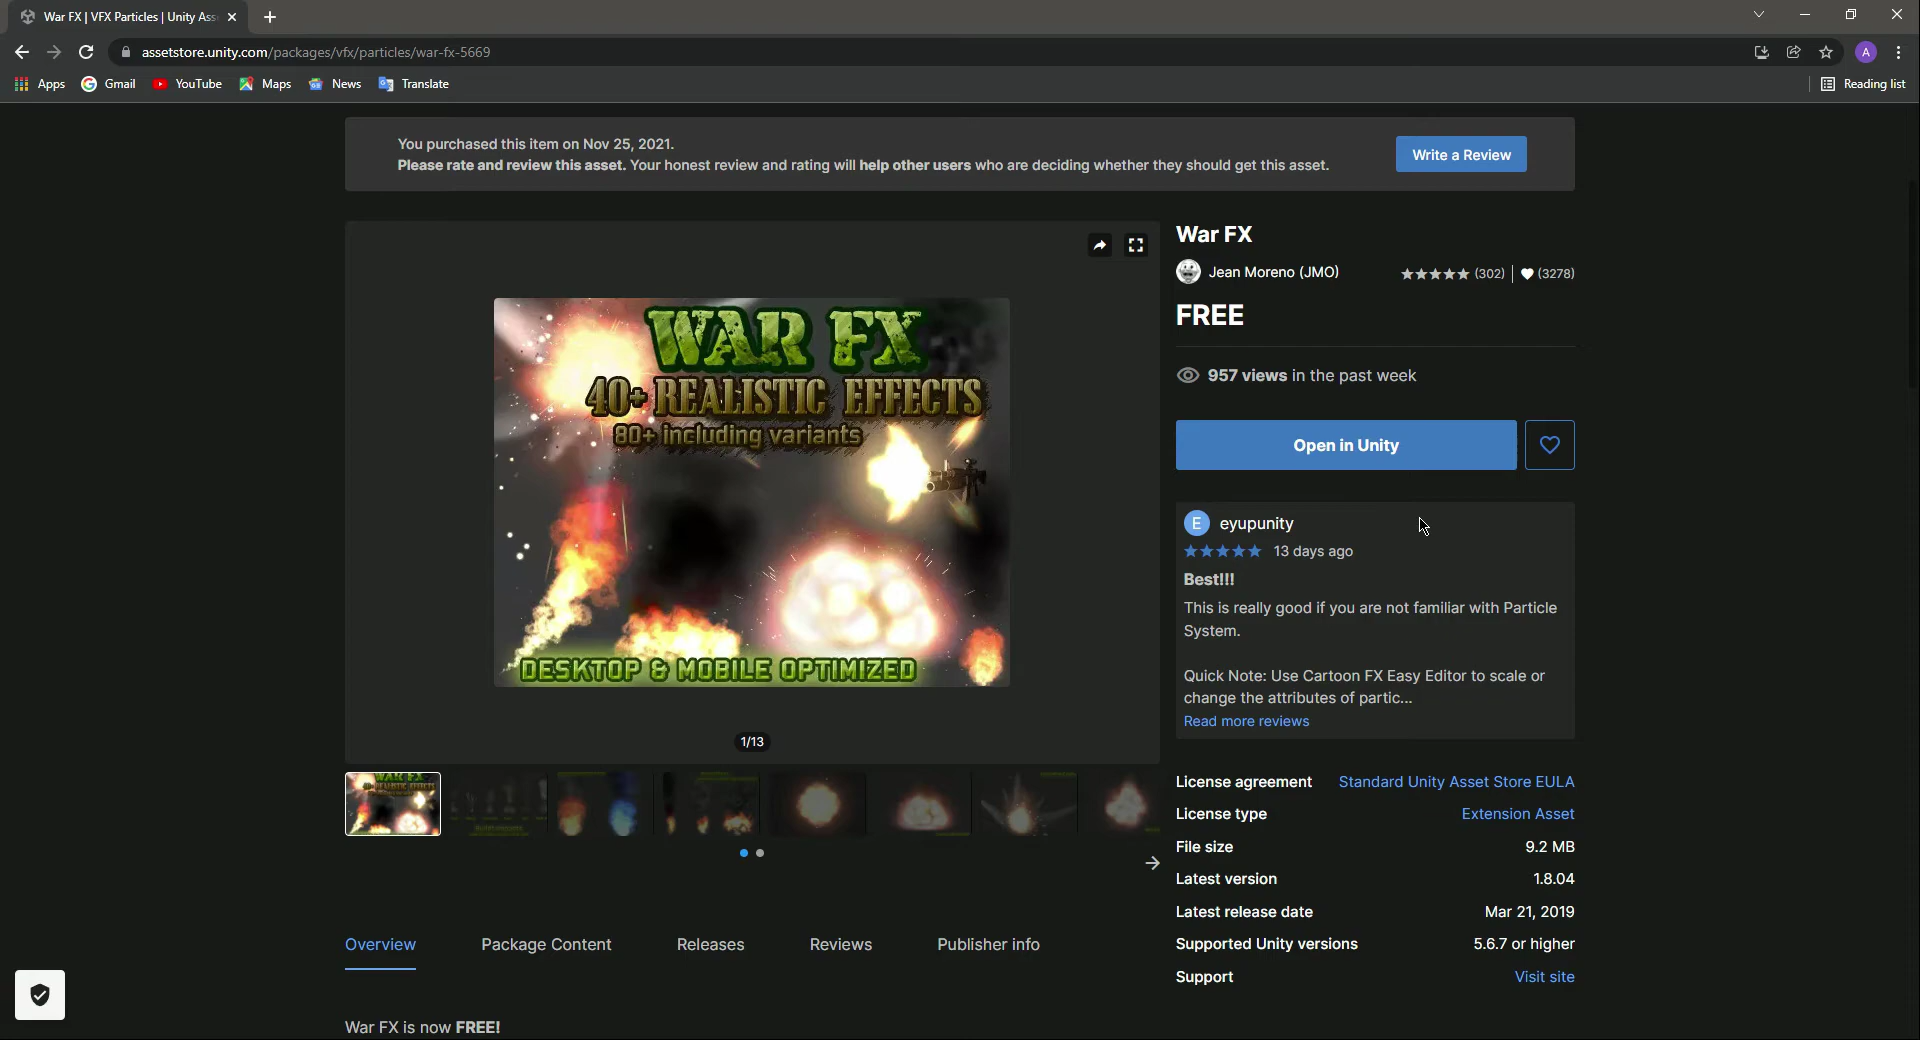 War FX | VFX Particles | Unity Ass
assetstore.unity.com/packages/vfx/particles/war-fx-5669
A
Apps
Gmail
YouTube
Maps
News
Translate
Reading list
You purchased this item on Nov 25, 2021.
Please rate and review this asset. Your honest review and rating will help other users who are deciding whether they should get this asset.
Write a Review
War FX
Jean Moreno (JMO)
(302)
(3278)
FREE
957 views in the past week
Open in Unity
WAR FX
40+ REALISTIC EFFECTS
80+ including variants
DESKTOP & MOBILE OPTIMIZED
1/13
E
eyupunity
13 days ago
Best!!!
This is really good if you are not familiar with Particle
System.
Quick Note: Use Cartoon FX Easy Editor to scale or
change the attributes of partic...
Read more reviews
License agreement Standard Unity Asset Store EULA
License type Extension Asset
File size 9.2 MB
Latest version 1.8.04
Latest release date Mar 21, 2019
Supported Unity versions 5.6.7 or higher
Support Visit site
Overview
Package Content
Releases
Reviews
Publisher info
War FX is now FREE!